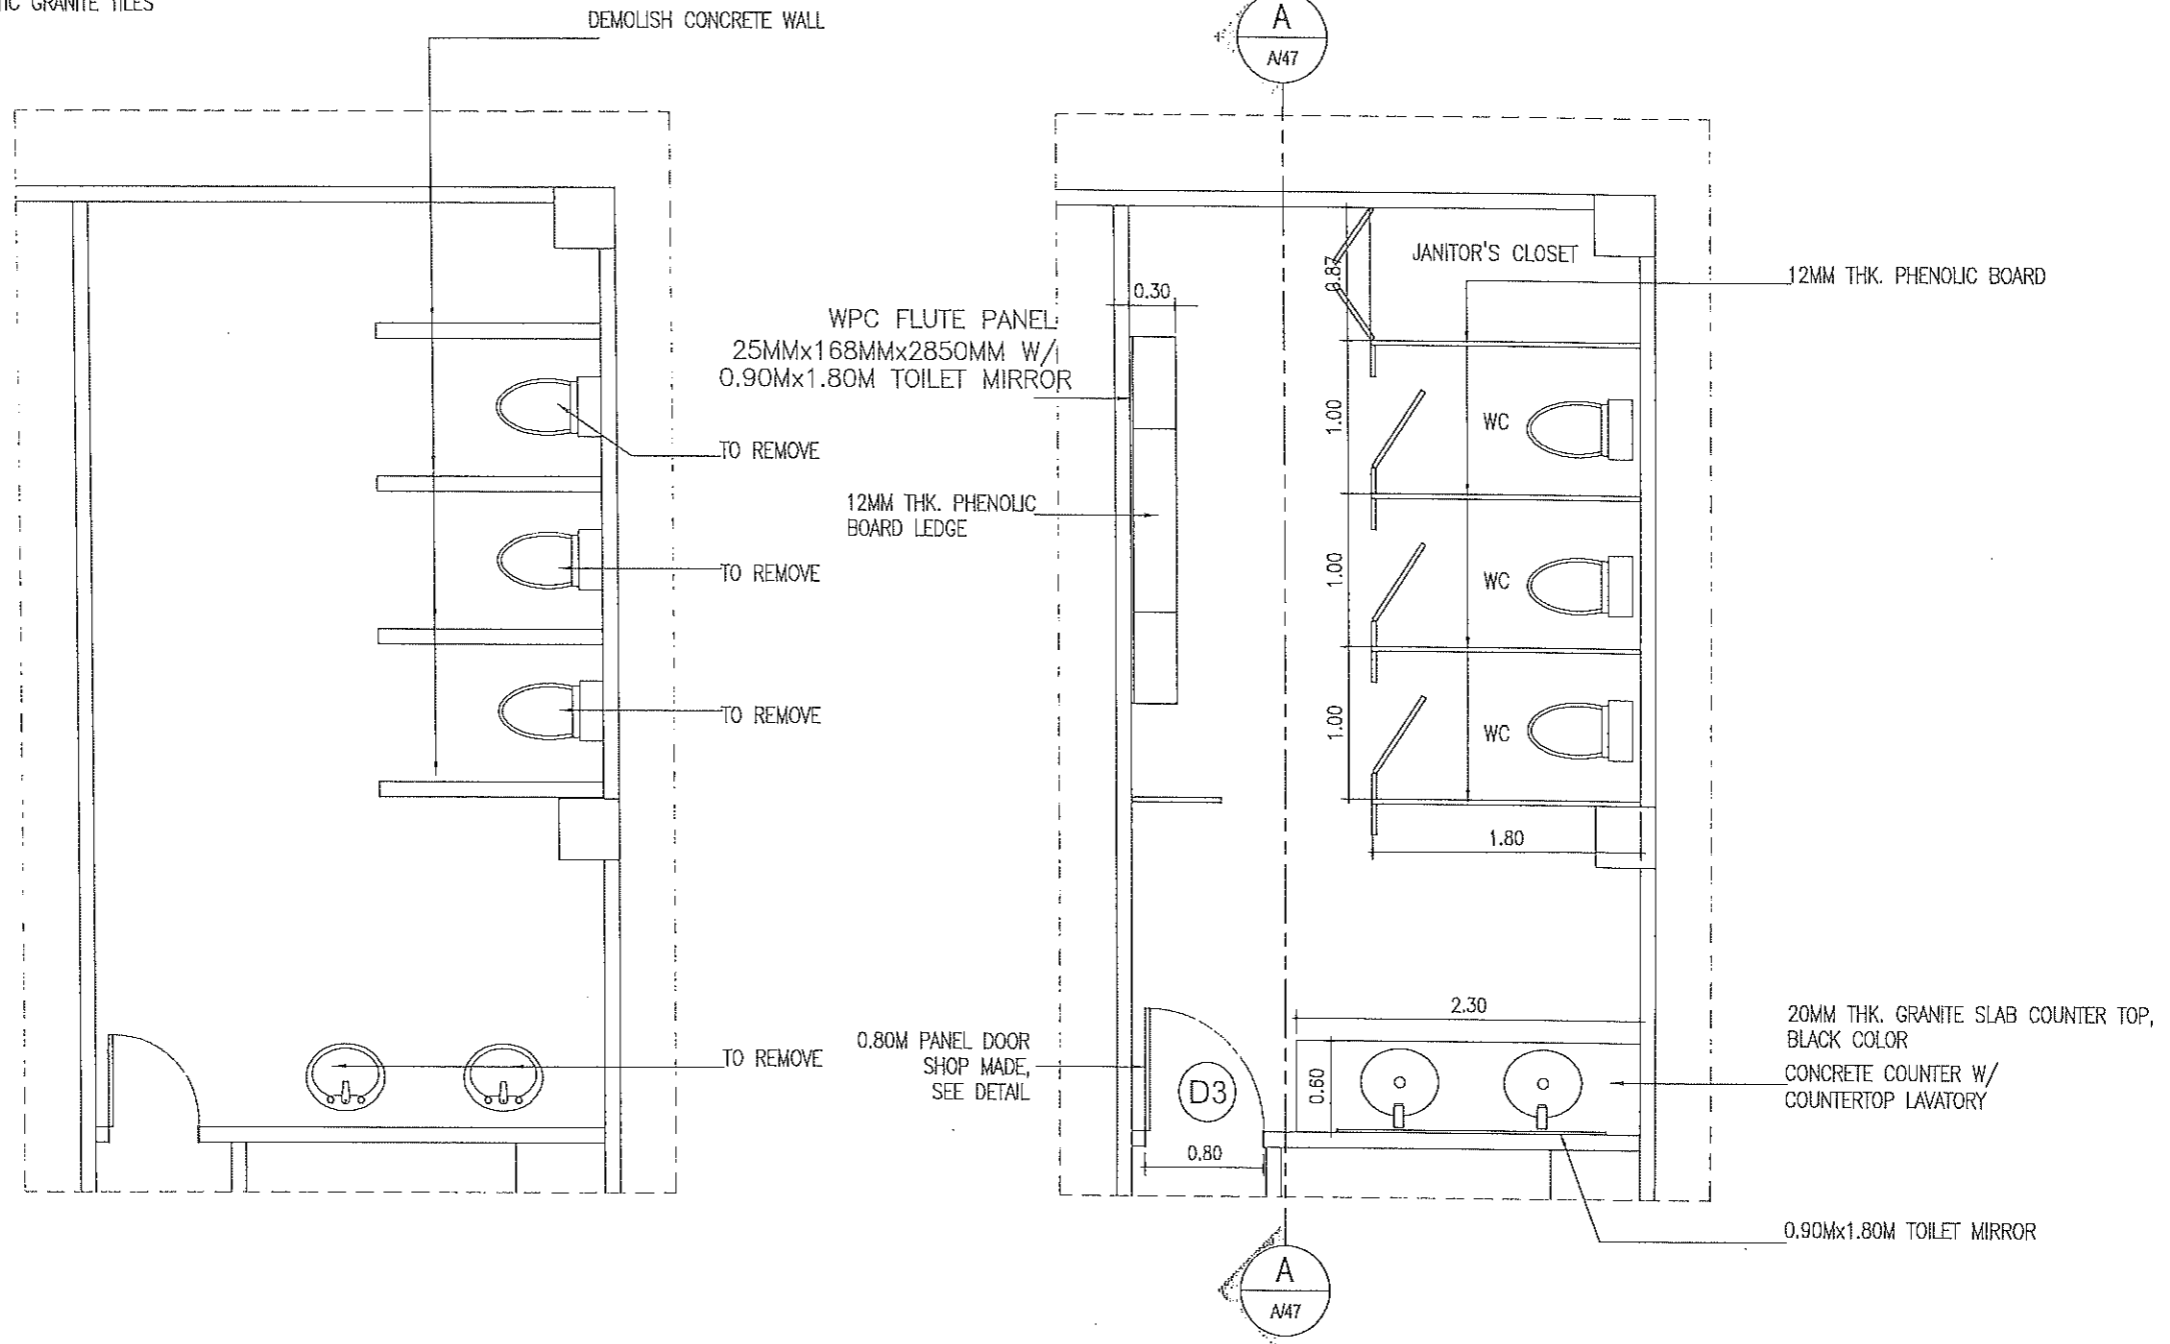 GRANITE TILES
DEMOLISH CONCRETE WALL
TO REMOVE
TO REMOVE
TO REMOVE
TO REMOVE
A
A/47
WPC FLUTE PANEL
25MMx168MMx2850MM W/
0.90Mx1.80M TOILET MIRROR
0.30
0.87
JANITOR'S CLOSET
12MM THK. PHENOLIC BOARD
1.00
WC
12MM THK. PHENOLIC
BOARD LEDGE
1.00
WC
1.00
WC
1.80
2.30
0.80M PANEL DOOR
SHOP MADE,
SEE DETAIL
D3
0.60
0.80
20MM THK. GRANITE SLAB COUNTER TOP,
BLACK COLOR
CONCRETE COUNTER W/
COUNTERTOP LAVATORY
0.90Mx1.80M TOILET MIRROR
A
A/47